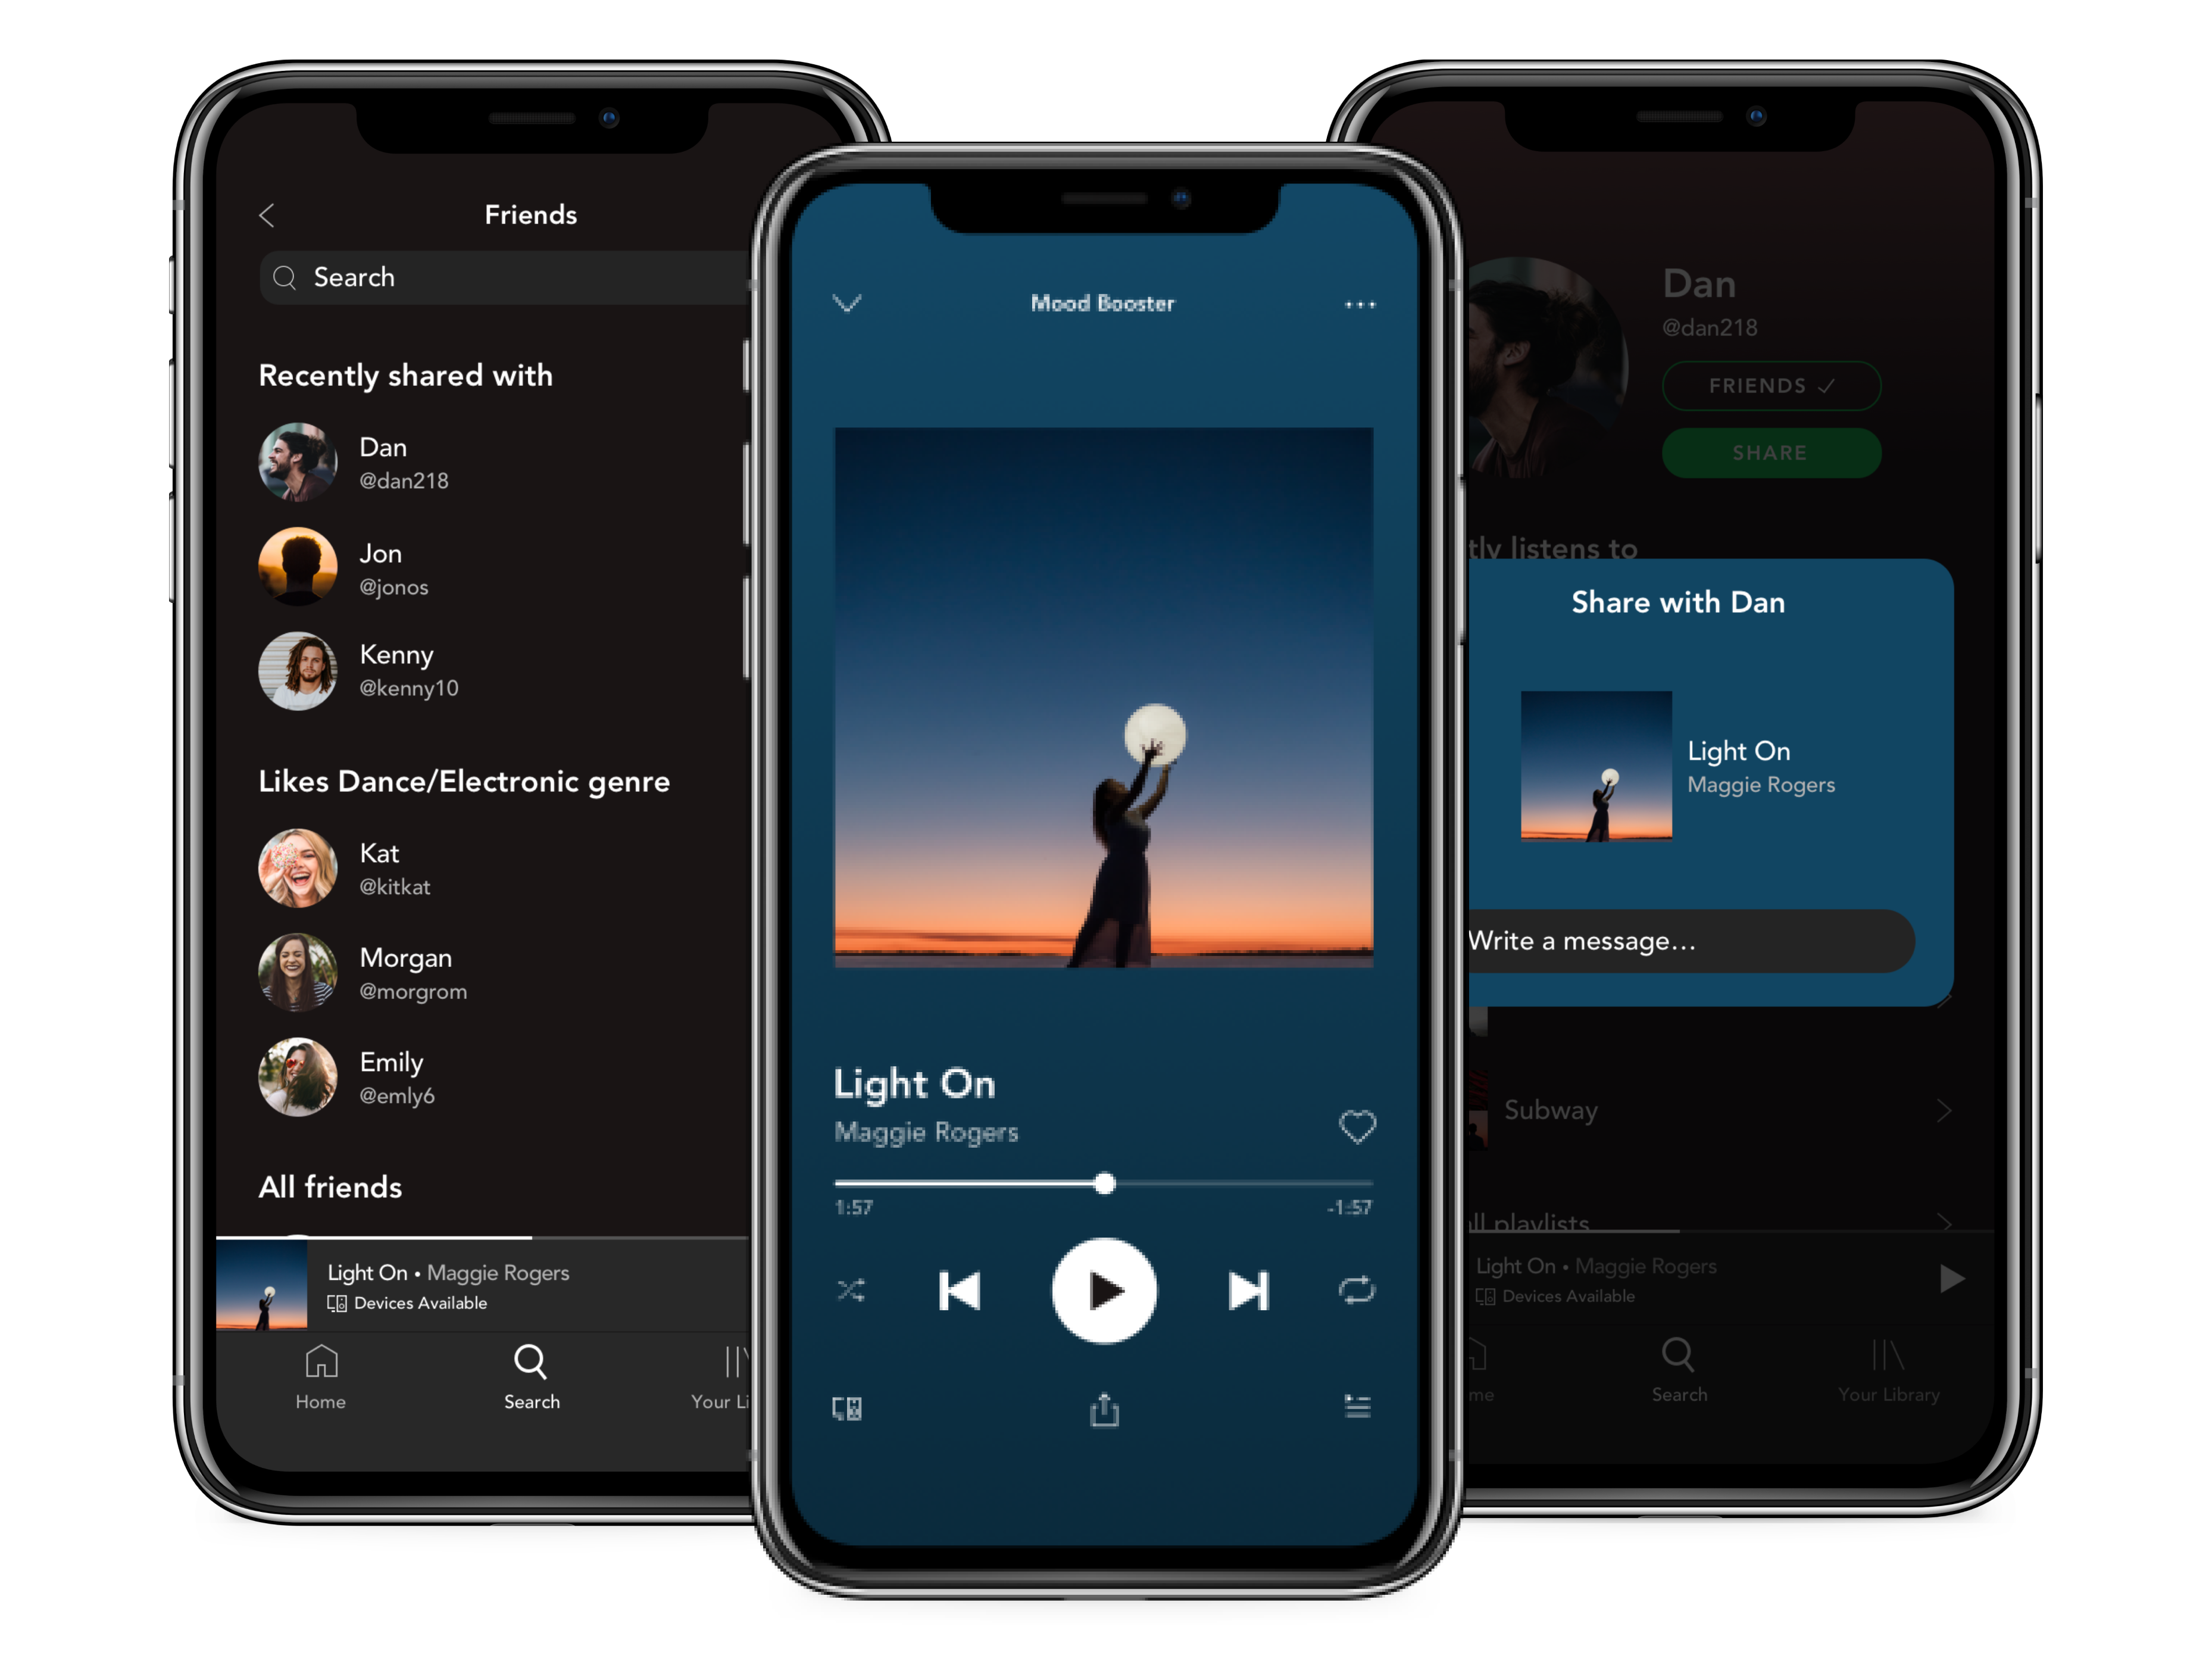 Friends
Search
Recently shared with
Dan
@dan218
Jon
@jonos
Kenny
@kenny10
Likes Dance/Electronic genre
Kat
@kitkat
Morgan
@morgrom
Emily
@emly6
All friends
Light On • Maggie Rogers
Devices Available
Home
Search
Your Li
Mood Booster
Light On
Maggie Rogers
1:57
-1:57
Dan
@dan218
FRIENDS
SHARE
tly listens to
Share with Dan
Light On
Maggie Rogers
Write a message...
Subway
ll playlists
Light On • Maggie Rogers
Devices Available
me
Search
Your Library